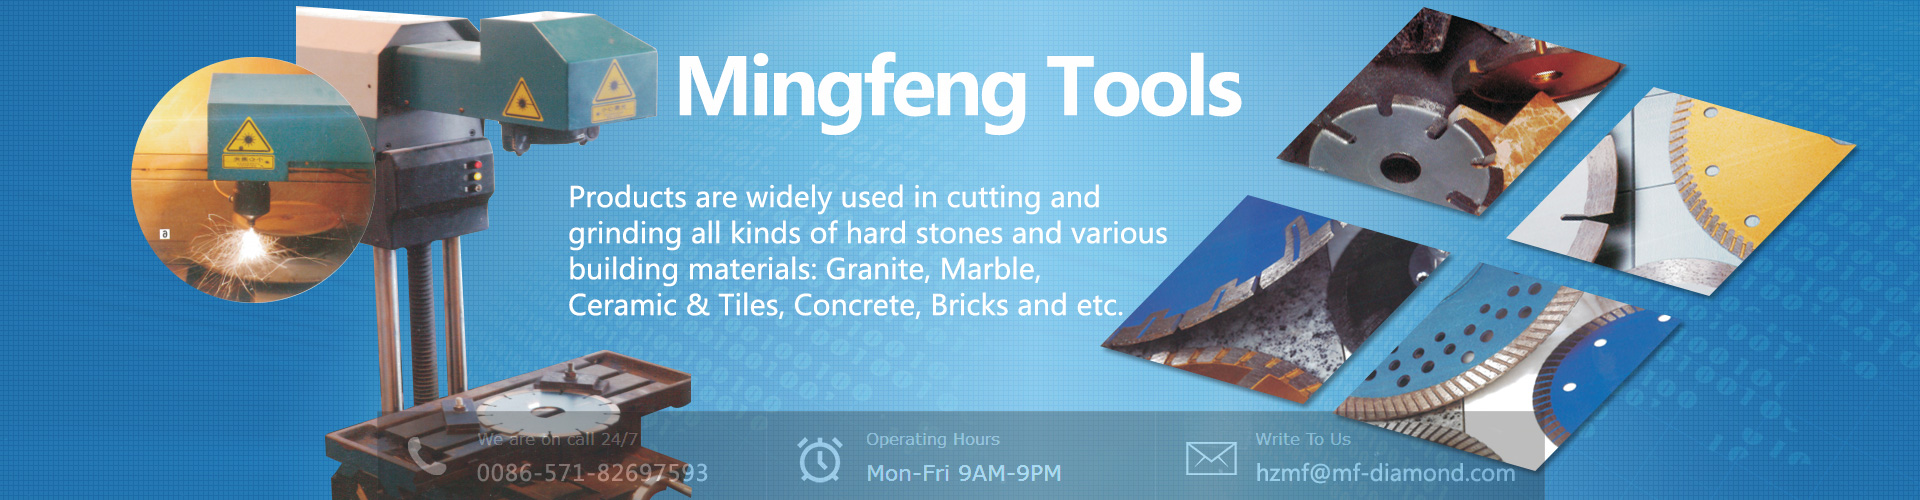 Mingfeng Tools
Products are widely used in cutting and
grinding all kinds of hard stones and various
building materials: Granite, Marble,
Ceramic & Tiles, Concrete, Bricks and etc.
We are on call 24/7
0086-571-82697593
Operating Hours
Mon-Fri 9AM-9PM
Write To Us
hzmf@mf-diamond.com